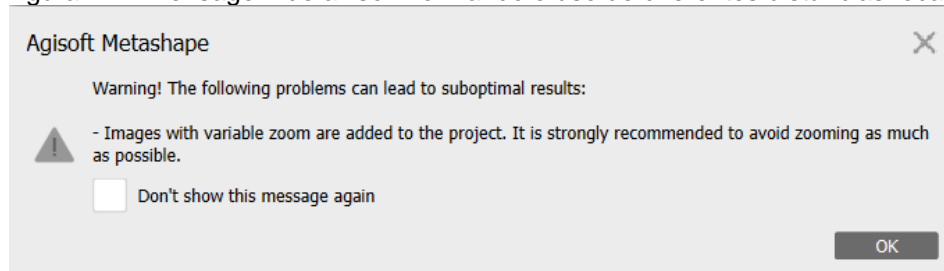 Agisoft Metashape
Warning! The following problems can lead to suboptimal results:
- Images with variable zoom are added to the project. It is strongly recommended to avoid zooming as much
as possible.
Don't show this message again
OK